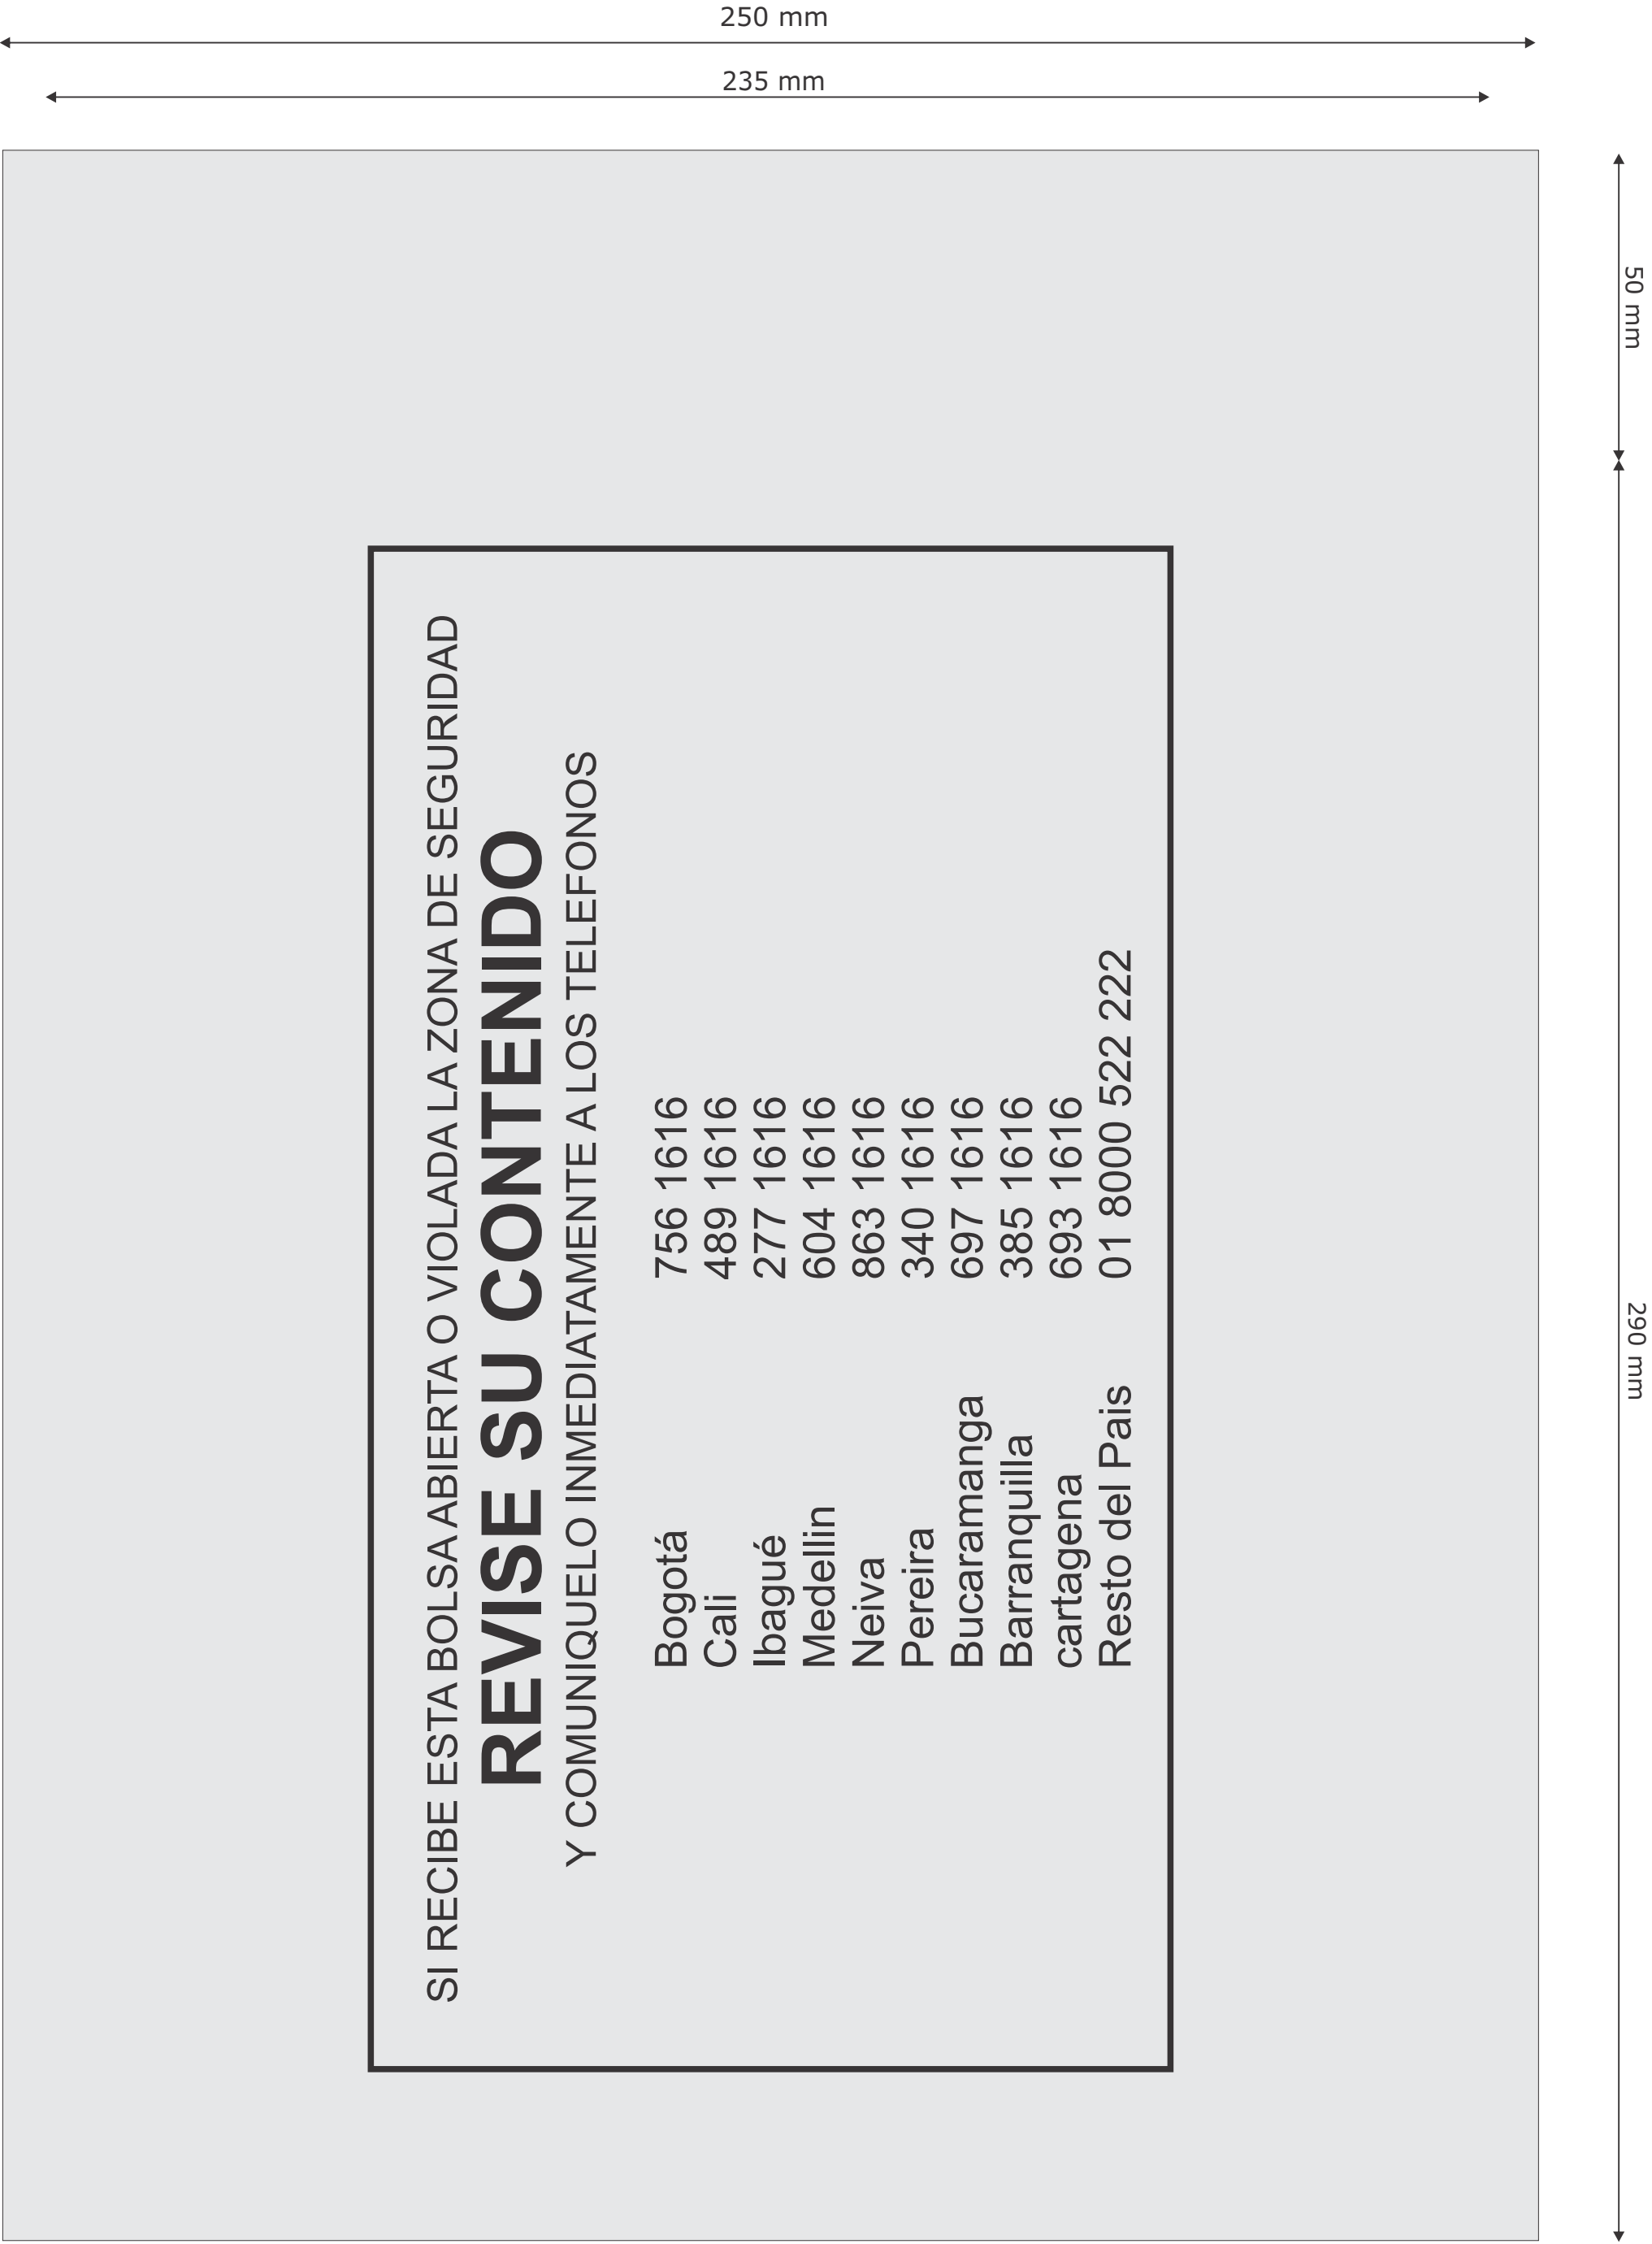 250 mm
235 mm
50 mm
290 mm
SI RECIBE ESTA BOLSA ABIERTA O VIOLADA LA ZONA DE SEGURIDAD
REVISE SU CONTENIDO
Y COMUNIQUELO INMEDIATAMENTE A LOS TELEFONOS
Bogotá 756 1616
Cali 489 1616
Ibagué 277 1616
Medellin 604 1616
Neiva 863 1616
Pereira 340 1616
Bucaramanga 697 1616
Barranquilla 385 1616
cartagena 693 1616
Resto del Pais 01 8000 522 222